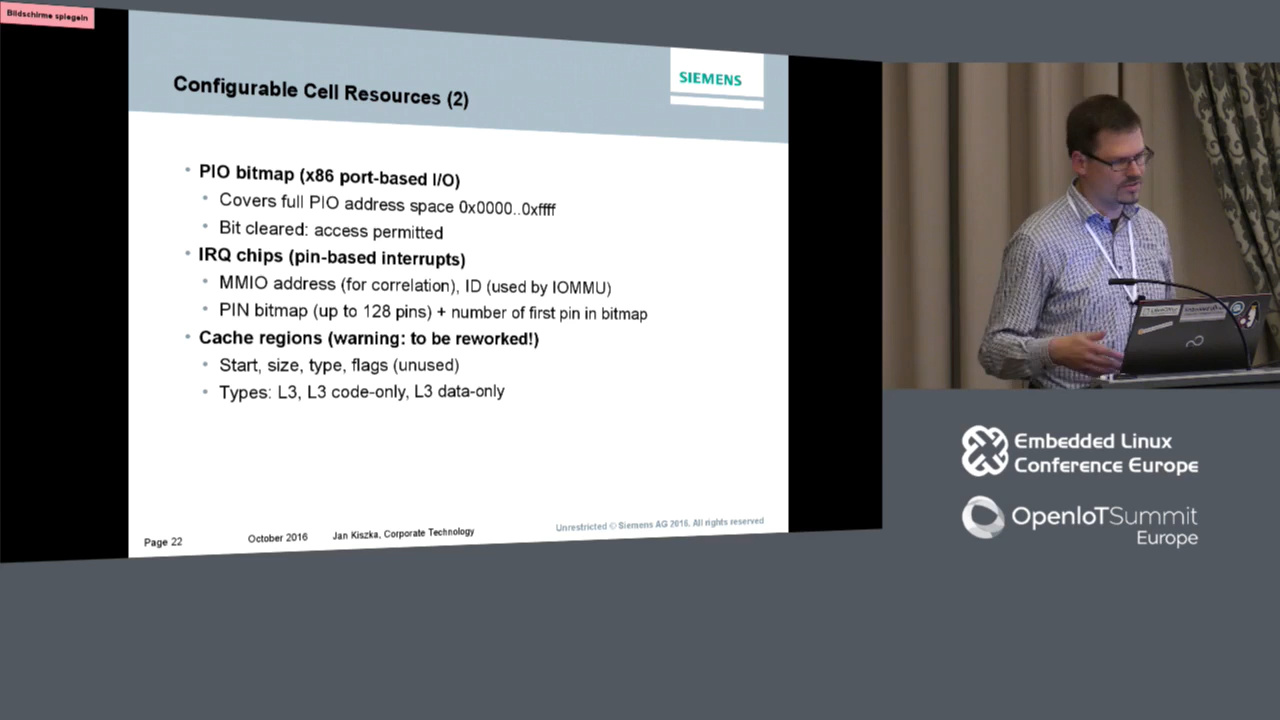 Bildschirme spiegeln
SIEMENS
Configurable Cell Resources (2)
• PIO bitmap (x86 port-based I/O)
• Covers full PIO address space 0x0000..0xffff
• Bit cleared: access permitted
• IRQ chips (pin-based interrupts)
• MMIO address (for correlation), ID (used by IOMMU)
• PIN bitmap (up to 128 pins) + number of first pin in bitmap
• Cache regions (warning: to be reworked!)
• Start, size, type, flags (unused)
• Types: L3, L3 code-only, L3 data-only
Unrestricted © Siemens AG 2016. All rights reserved
Page 22 October 2016 Jan Kiszka, Corporate Technology
Embedded Linux
Conference Europe
OpenIoTSummit
Europe